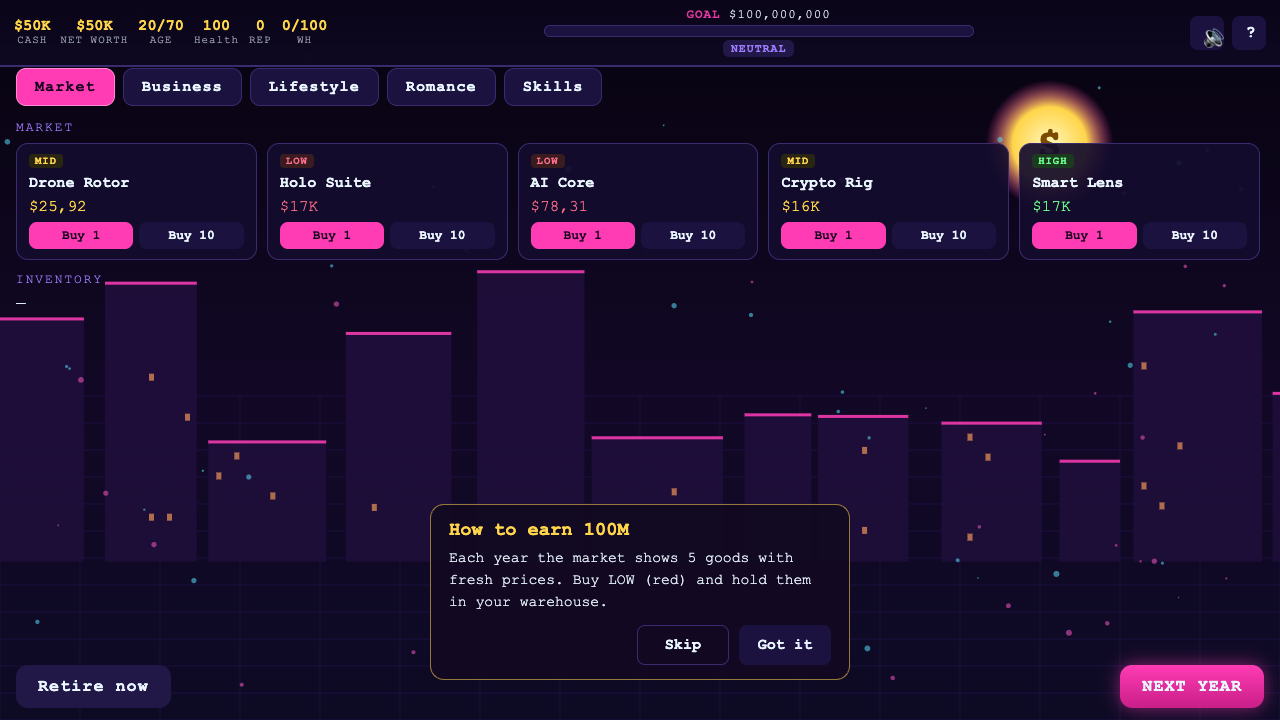 $50K $50K 20/70 100 0 0/100
CASH NET WORTH AGE Health REP WH
GOAL $100,000,000
NEUTRAL
?
Market Business Lifestyle Romance Skills
$
MARKET
MID LOW LOW MID HIGH
Drone Rotor Holo Suite AI Core Crypto Rig Smart Lens
$25,92 $17K $78,31 $16K $17K
Buy 1 Buy 10 Buy 1 Buy 10 Buy 1 Buy 10 Buy 1 Buy 10 Buy 1 Buy 10
INVENTORY
—
How to earn 100M
Each year the market shows 5 goods with
fresh prices. Buy LOW (red) and hold them
in your warehouse.
Skip Got it
Retire now NEXT YEAR